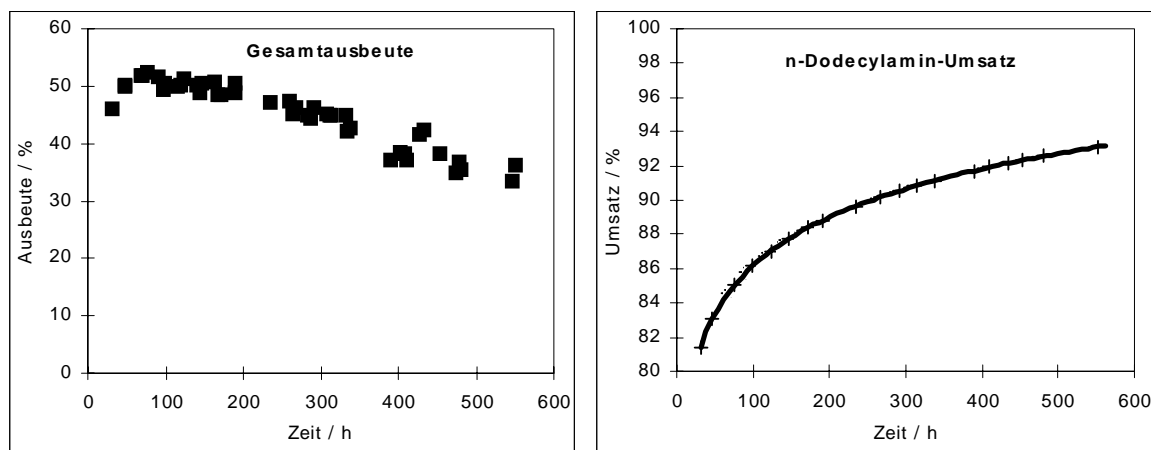 Gesamtausbeute
Ausbeute / %
60
50
40
30
20
10
0
0 100 200 300 400 500 600
Zeit / h
n-Dodecylamin-Umsatz
Umsatz / %
100
98
96
94
92
90
88
86
84
82
80
0 100 200 300 400 500 600
Zeit / h